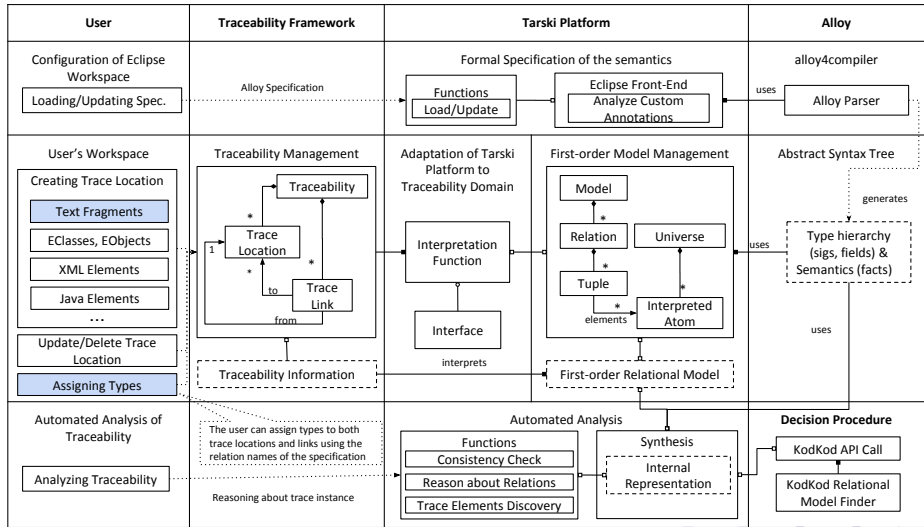 User
Traceability Framework
Tarski Platform
Alloy
Configuration of Eclipse
Workspace
Loading/Updating Spec.
Alloy Specification
Formal Specification of the semantics
Functions
Load/Update
Eclipse Front-End
Analyze Custom
Annotations
uses
alloy4compiler
Alloy Parser
User's Workspace
Creating Trace Location
Text Fragments
EClasses, EObjects
XML Elements
Java Elements
...
Update/Delete Trace
Location
Assigning Types
Traceability Management
Traceability
*
1
Trace
Location
*
*
to
Trace
Link
from
Traceability Information
Adaptation of Tarski
Platform to
Traceability Domain
Interpretation
Function
Interface
interprets
First-order Model Management
Model
*
Relation
Universe
*
Tuple
*
*
elements
Interpreted
Atom
First-order Relational Model
uses
Abstract Syntax Tree
generates
Type hierarchy
(sigs, fields) &
Semantics (facts)
uses
Automated Analysis of
Traceability
Analyzing Traceability
The user can assign types to both
trace locations and links using the
relation names of the specification
Reasoning about trace instance
Automated Analysis
Functions
Consistency Check
Reason about Relations
Trace Elements Discovery
Synthesis
Internal
Representation
Decision Procedure
KodKod API Call
KodKod Relational
Model Finder